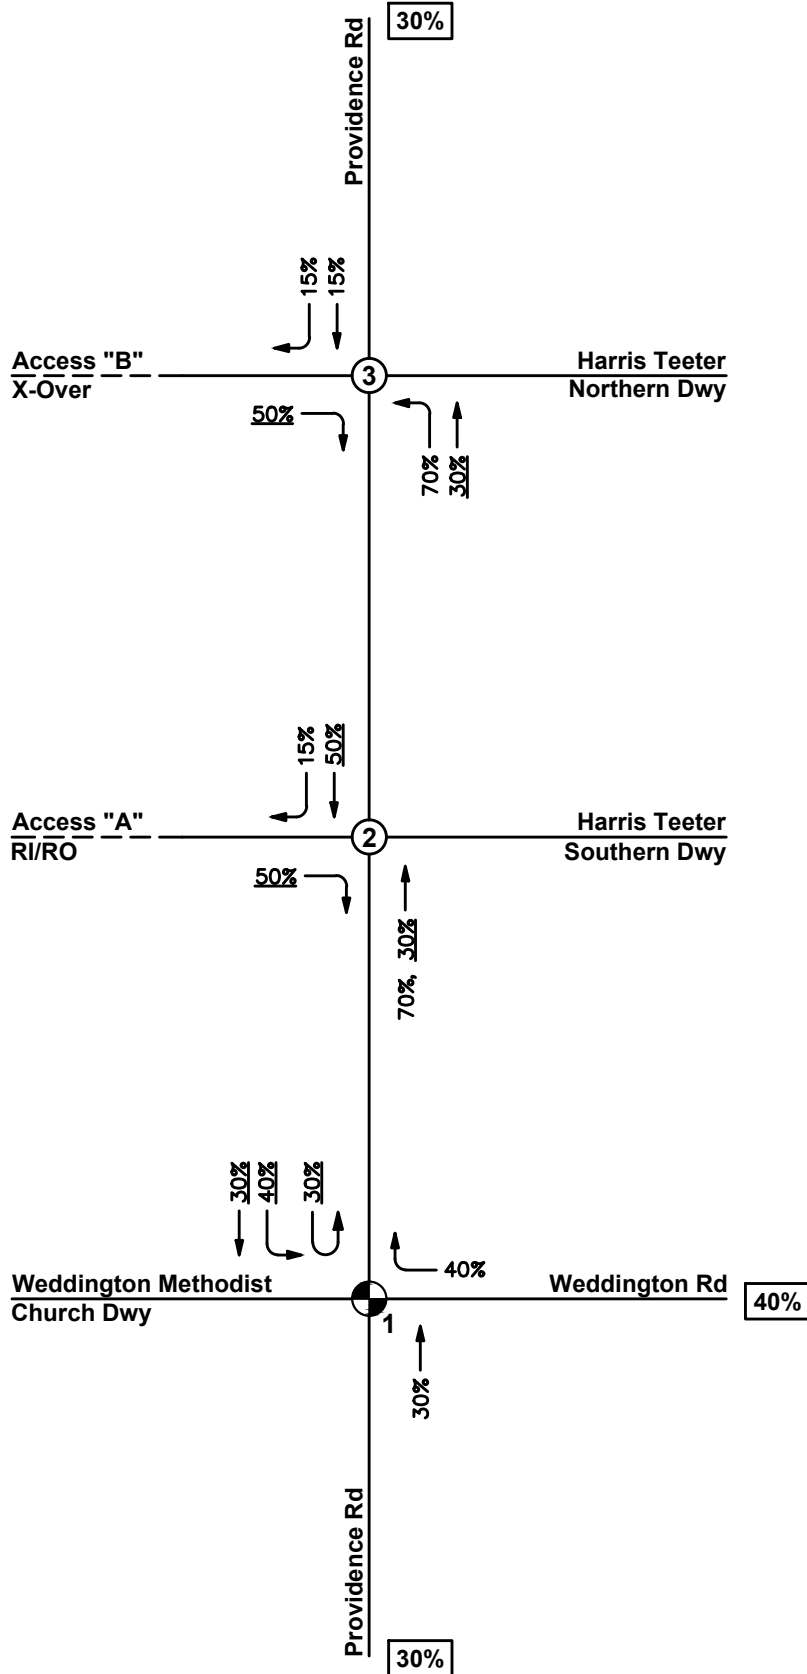 30%
Providence Rd
15%
15%
Access "B"
X-Over
3
Harris Teeter
Northern Dwy
50%
70%
30%
15%
50%
Access "A"
RI/RO
2
Harris Teeter
Southern Dwy
50%
70%, 30%
30%
40%
30%
40%
Weddington Methodist
Church Dwy
1
Weddington Rd
40%
30%
Providence Rd
30%